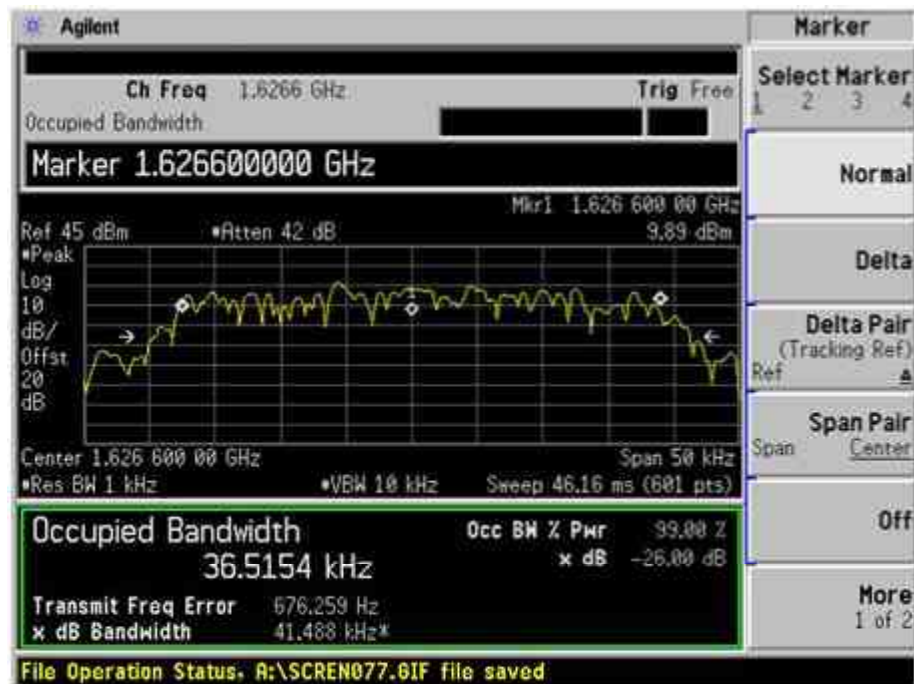 Agilent
Marker
Ch Freq 1.6266 GHz Trig Free
Occupied Bandwidth
Select Marker
1 2 3 4
Marker 1.626600000 GHz
Normal
Mkr1 1.626 600 00 GHz
Ref 45 dBm #Atten 42 dB 9.89 dBm
#Peak
Log
10
dB/
Offst
20
dB
1
Delta
Delta Pair
(Tracking Ref)
Ref
Span Pair
Span Center
Center 1.626 600 00 GHz Span 50 kHz
#Res BW 1 kHz #VBW 10 kHz Sweep 46.16 ms (601 pts)
Off
Occupied Bandwidth
36.5154 kHz
Occ BW % Pwr 99.00 %
x dB -26.00 dB
Transmit Freq Error 676.259 Hz
x dB Bandwidth 41.488 kHz*
More
1 of 2
File Operation Status, A:\SCREN077.GIF file saved